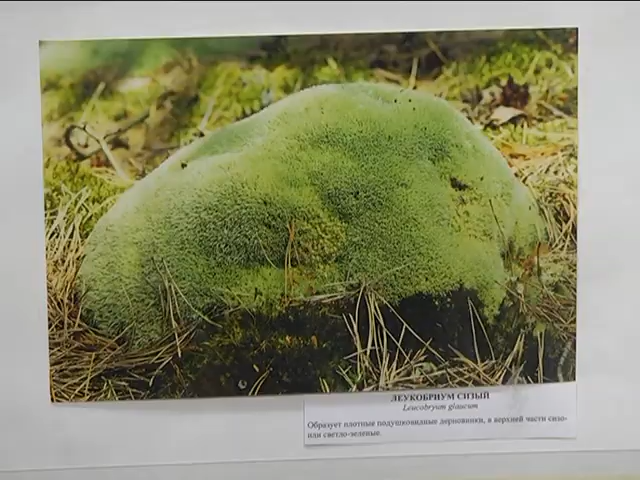 ЛЕУКОБРИУМ СИЗЫЙ
Leucobryum glaucum
Образует плотные подушковидные дерновинки, в верхней части сизо-
или светло-зеленые.